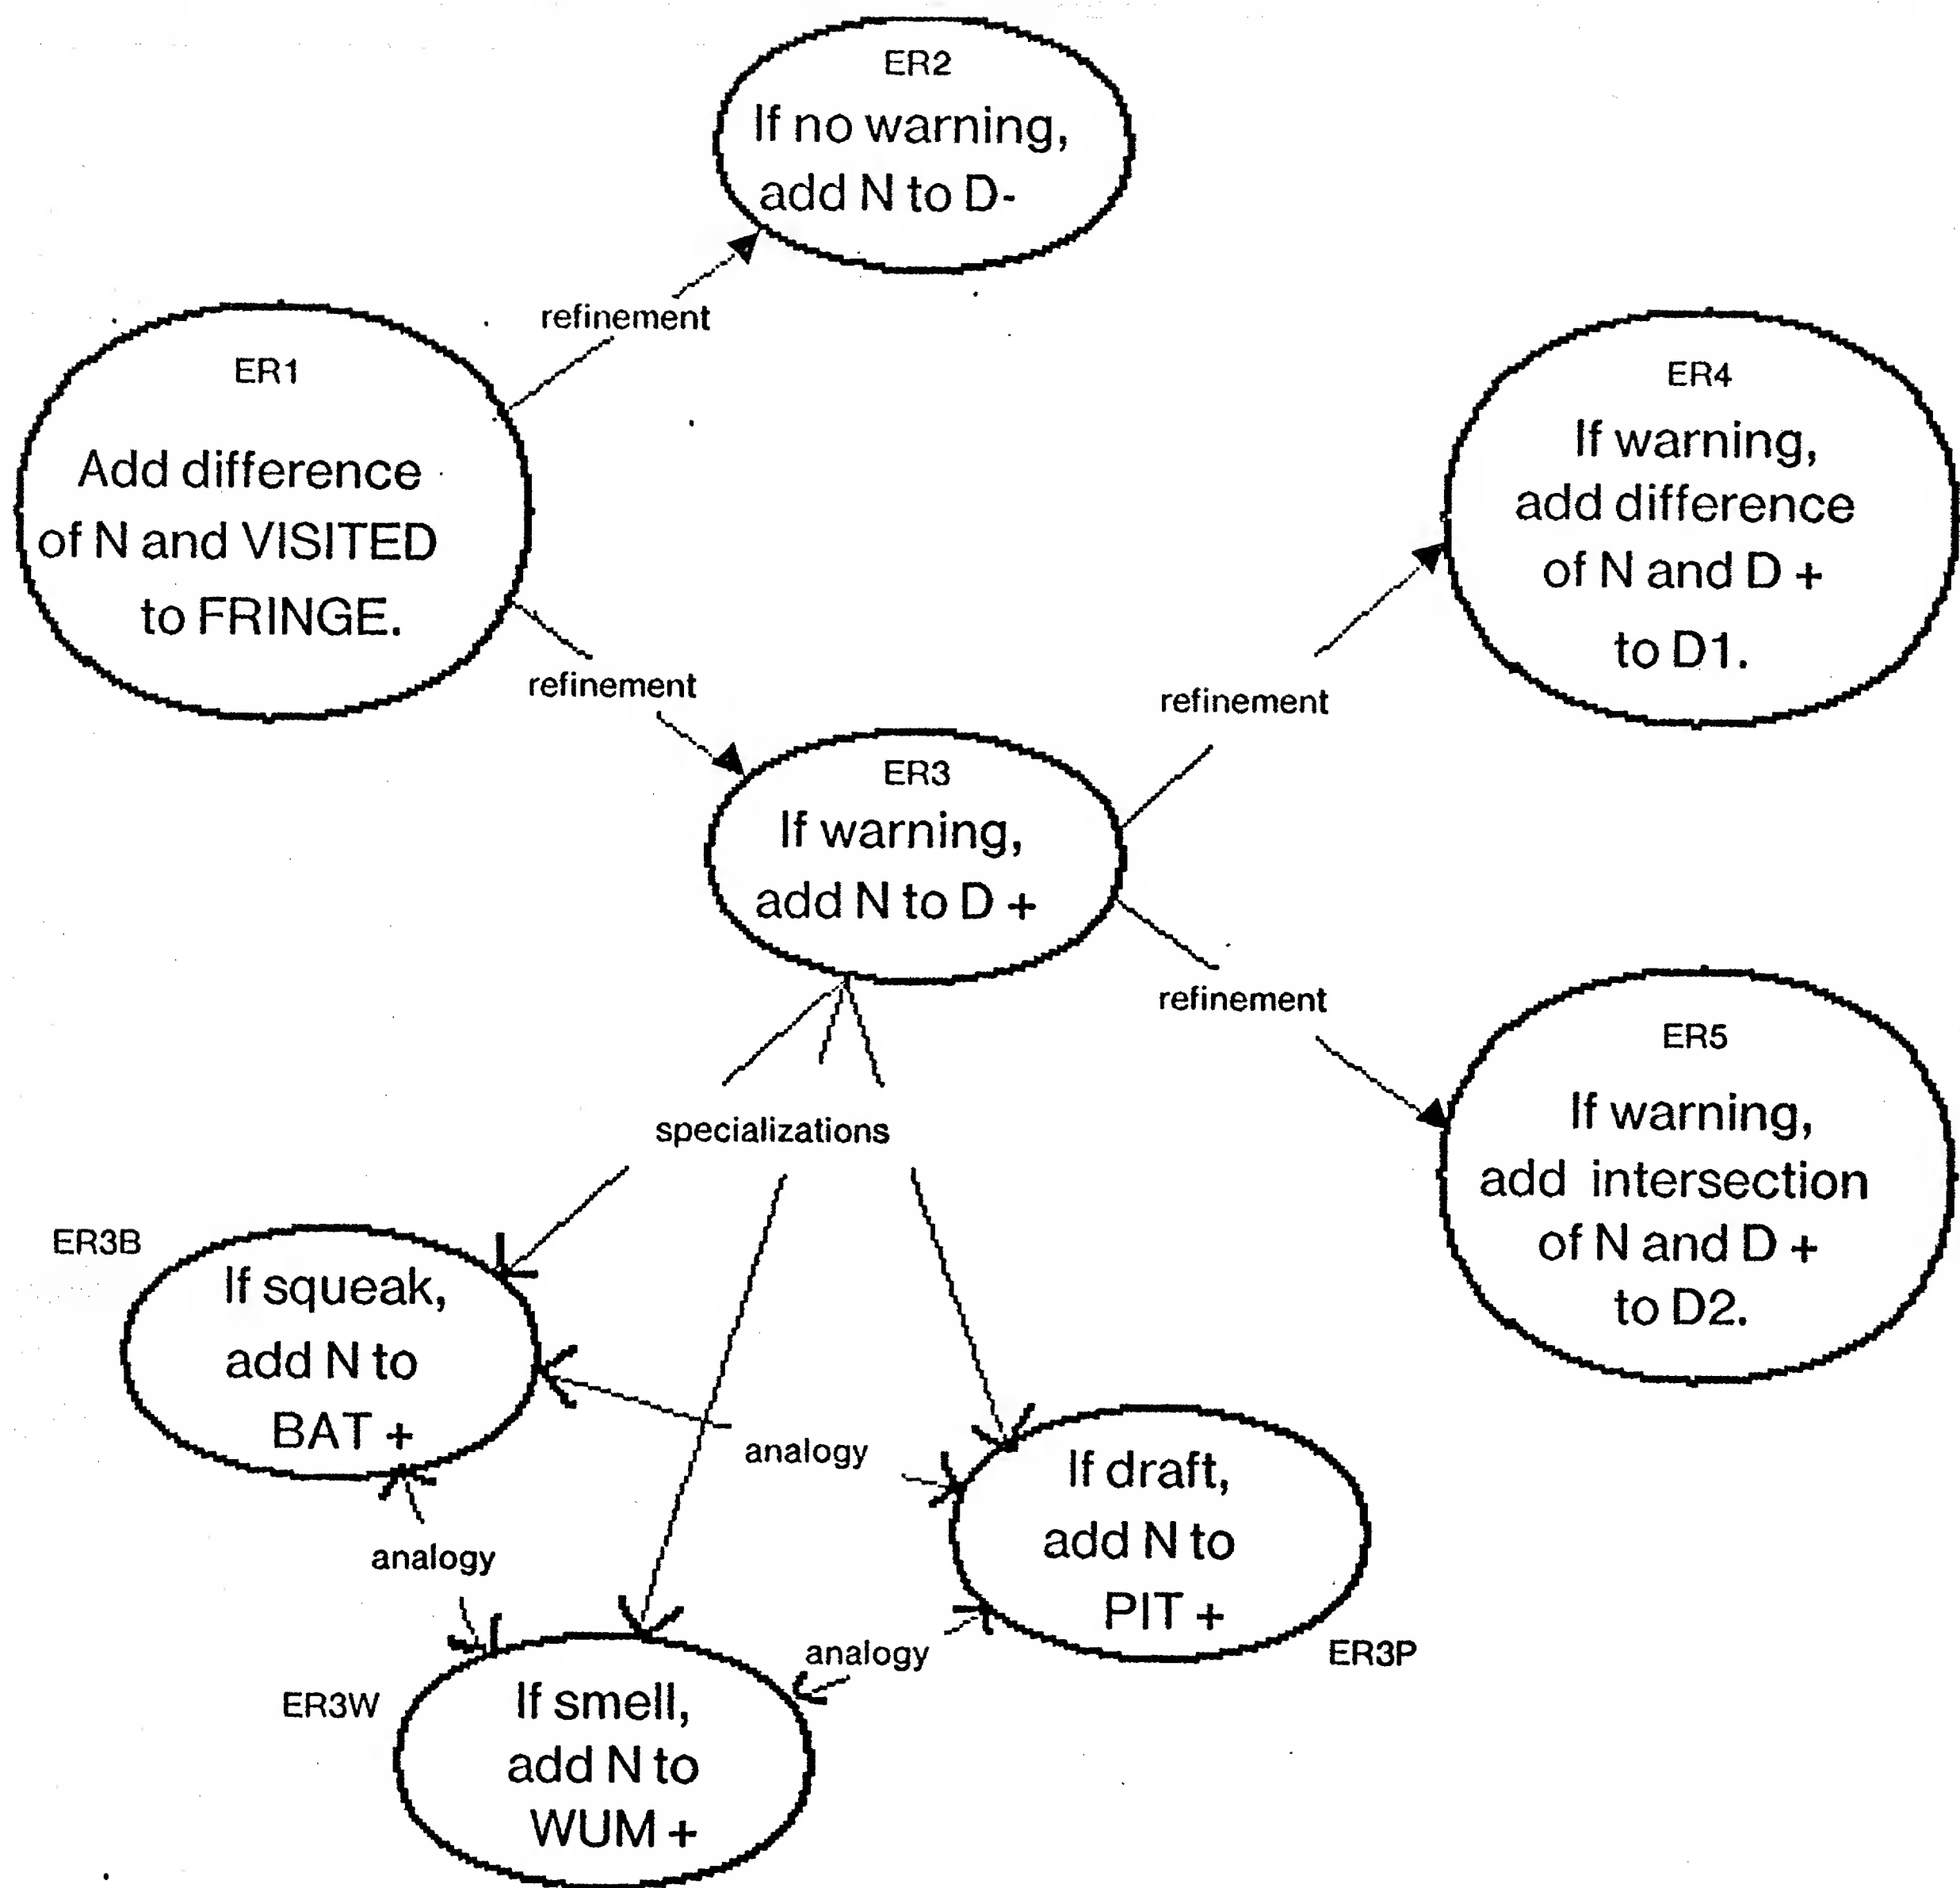 ER2
If no warning,
add N to D-
refinement
ER1
Add difference
of N and VISITED
to FRINGE.
refinement
ER4
If warning,
add difference
of N and D +
to D1.
refinement
ER3
If warning,
add N to D +
refinement
ER5
If warning,
add intersection
of N and D +
to D2.
specializations
ER3B
If squeak,
add N to
BAT +
analogy
If draft,
add N to
PIT +
ER3P
analogy
analogy
ER3W
If smell,
add N to
WUM +